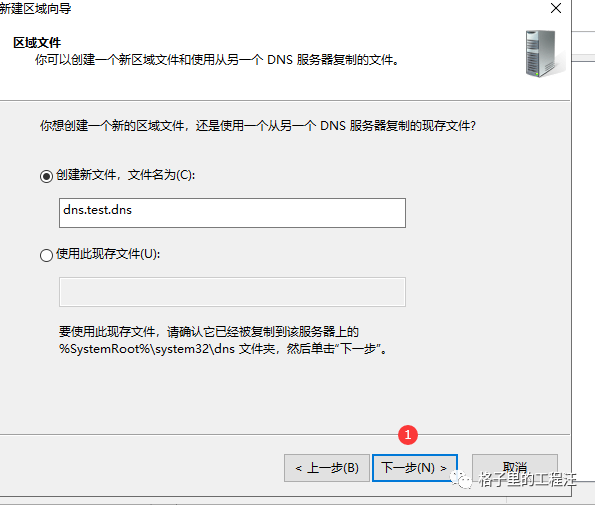 新建区域向导
区域文件
你可以创建一个新区域文件和使用从另一个 DNS 服务器复制的文件。
你想创建一个新的区域文件，还是使用一个从另一个 DNS 服务器复制的现存文件?
创建新文件，文件名为(C):
dns.test.dns
使用此现存文件(U):
要使用此现存文件，请确认它已经被复制到该服务器上的
%SystemRoot%\system32\dns 文件夹，然后单击“下一步”。
1
< 上一步(B)
下一步(N) >
取消
格子里的工程汪